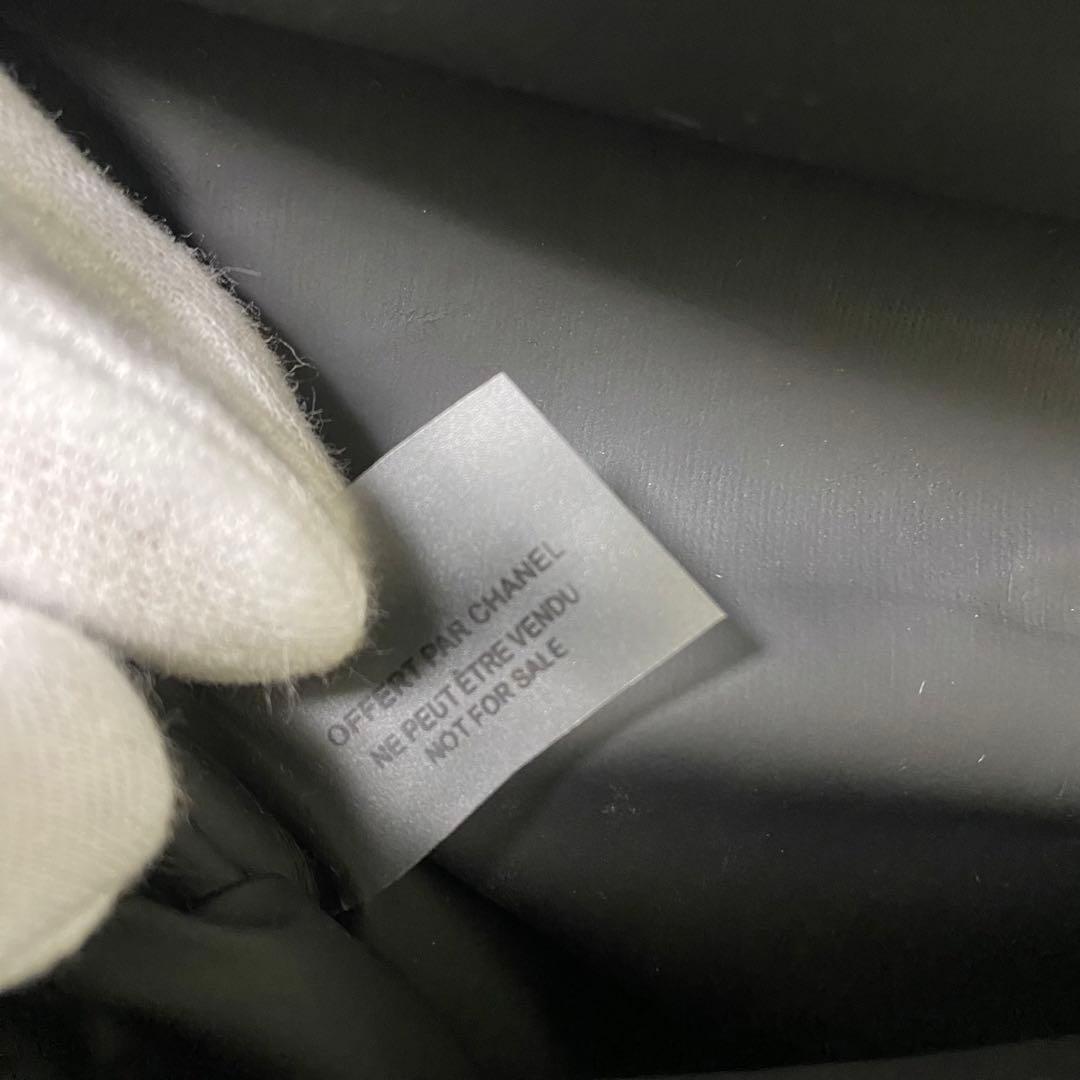 OFFERT PAR CHANEL
NE PEUT ÊTRE VENDU
NOT FOR SALE